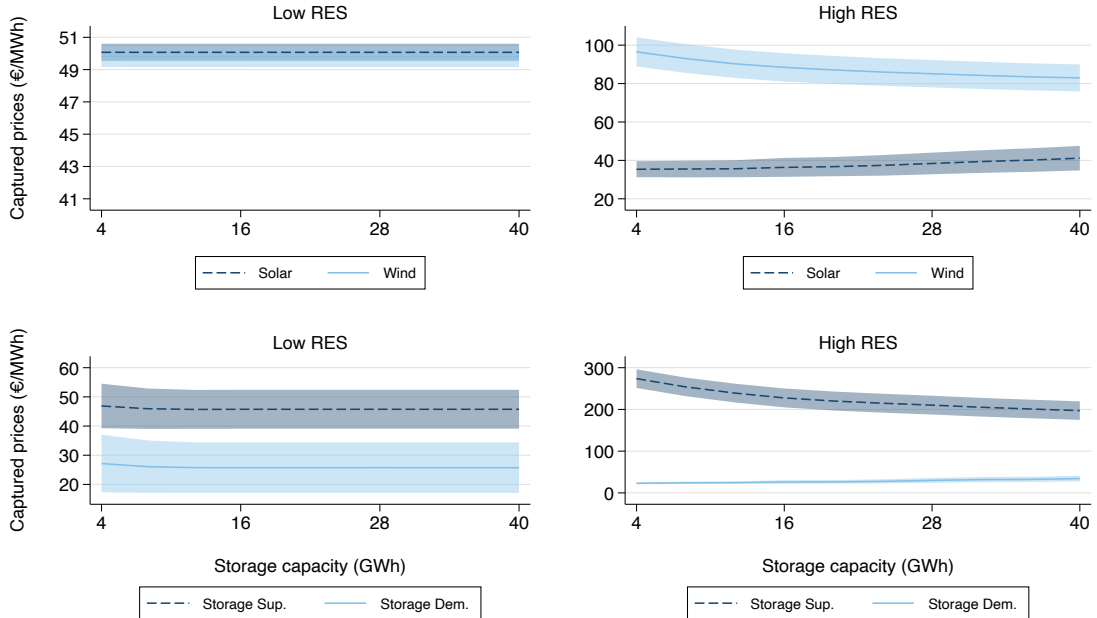 Low RES
Captured prices (€/MWh)
51
49
47
45
43
41
4 16 28 40
Solar Wind
High RES
100
80
60
40
20
4 16 28 40
Solar Wind
Low RES
Captured prices (€/MWh)
60
50
40
30
20
4 16 28 40
Storage capacity (GWh)
Storage Sup. Storage Dem.
High RES
300
200
100
0
4 16 28 40
Storage capacity (GWh)
Storage Sup. Storage Dem.